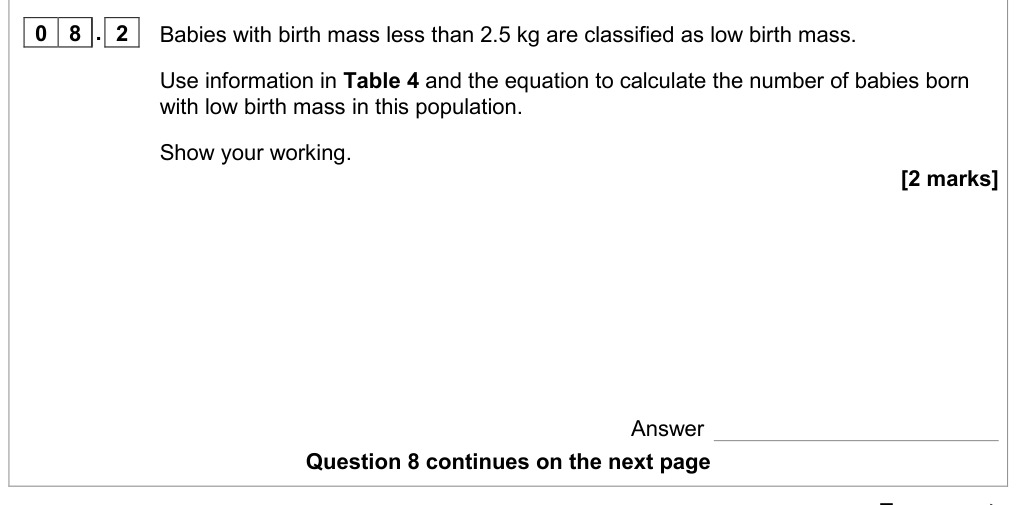 08.2 Babies with birth mass less than 2.5 kg are classified as low birth mass.
Use information in Table 4 and the equation to calculate the number of babies born
with low birth mass in this population.
Show your working.
[2 marks]
Answer
Question 8 continues on the next page